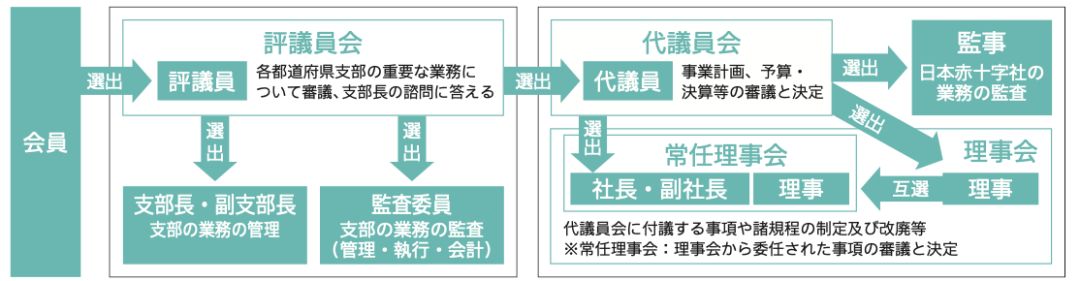 会員
選出
評議員会
評議員
各都道府県支部の重要な業務に
ついて審議、支部長の諮問に答える
選出
選出
支部長・副支部長
支部の業務の管理
監査委員
支部の業務の監査
(管理・執行・会計)
選出
代議員会
代議員
事業計画、予算・
決算等の審議と決定
選出
監事
日本赤十字社の
業務の監査
選出
選出
理事会
常任理事会
社長・副社長
理事
互選
理事
代議員会に付議する事項や諸規程の制定及び改廃等
※常任理事会：理事会から委任された事項の審議と決定